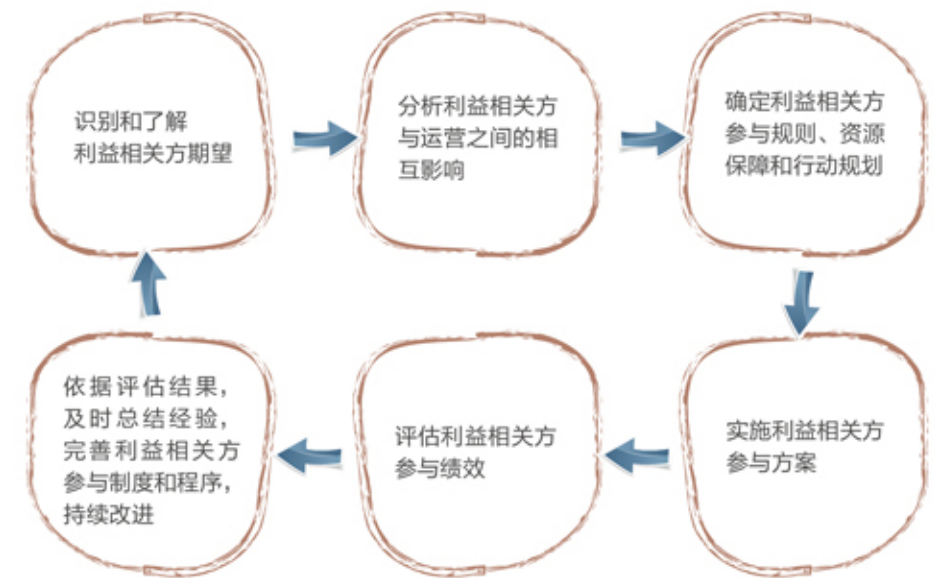 识别和了解
利益相关方期望
分析利益相关方
与运营之间的相
互影响
确定利益相关方
参与规则、资源
保障和行动规划
实施利益相关方
参与方案
评估利益相关方
参与绩效
依据评估结果，
及时总结经验，
完善利益相关方
参与制度和程序，
持续改进